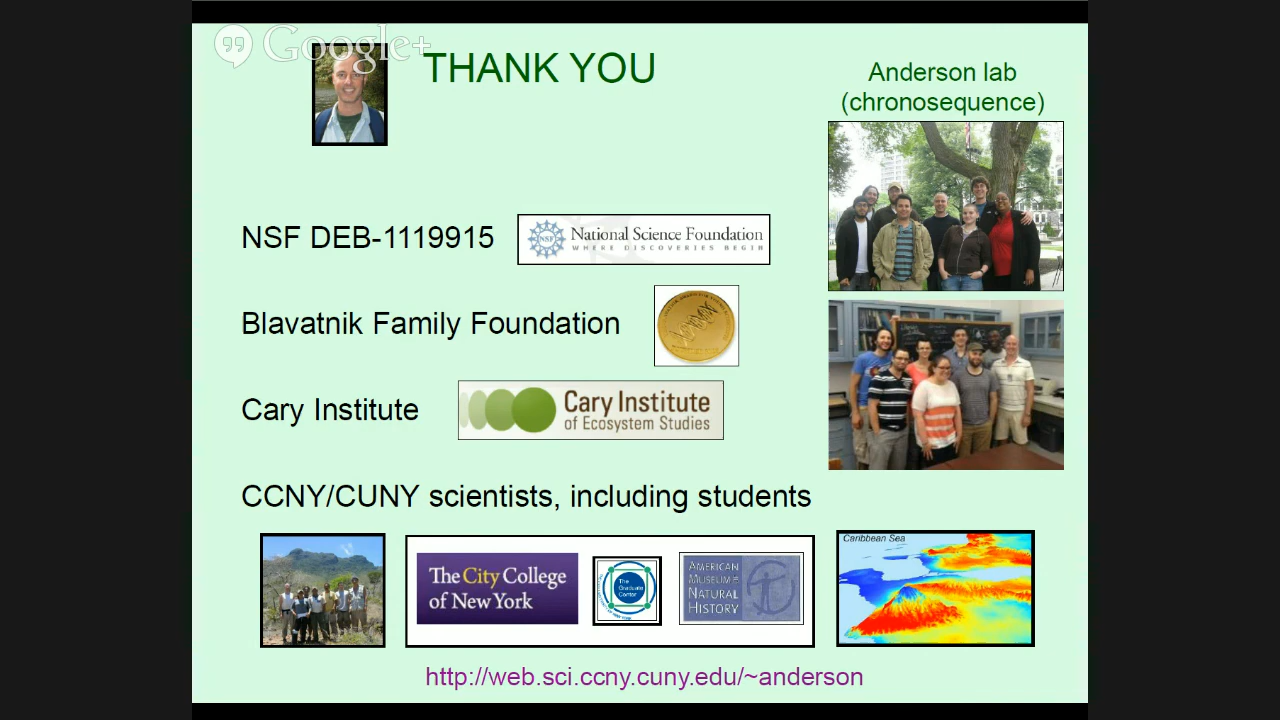 Google+
THANK YOU
Anderson lab
(chronosequence)
NSF DEB-1119915
National Science Foundation
WHERE DISCOVERIES BEGIN
Blavatnik Family Foundation
Cary Institute
Cary Institute
of Ecosystem Studies
CCNY/CUNY scientists, including students
The City College
of New York
The
Graduate
Center
AMERICAN
MUSEUM OF
NATURAL
HISTORY
Caribbean Sea
http://web.sci.ccny.cuny.edu/~anderson